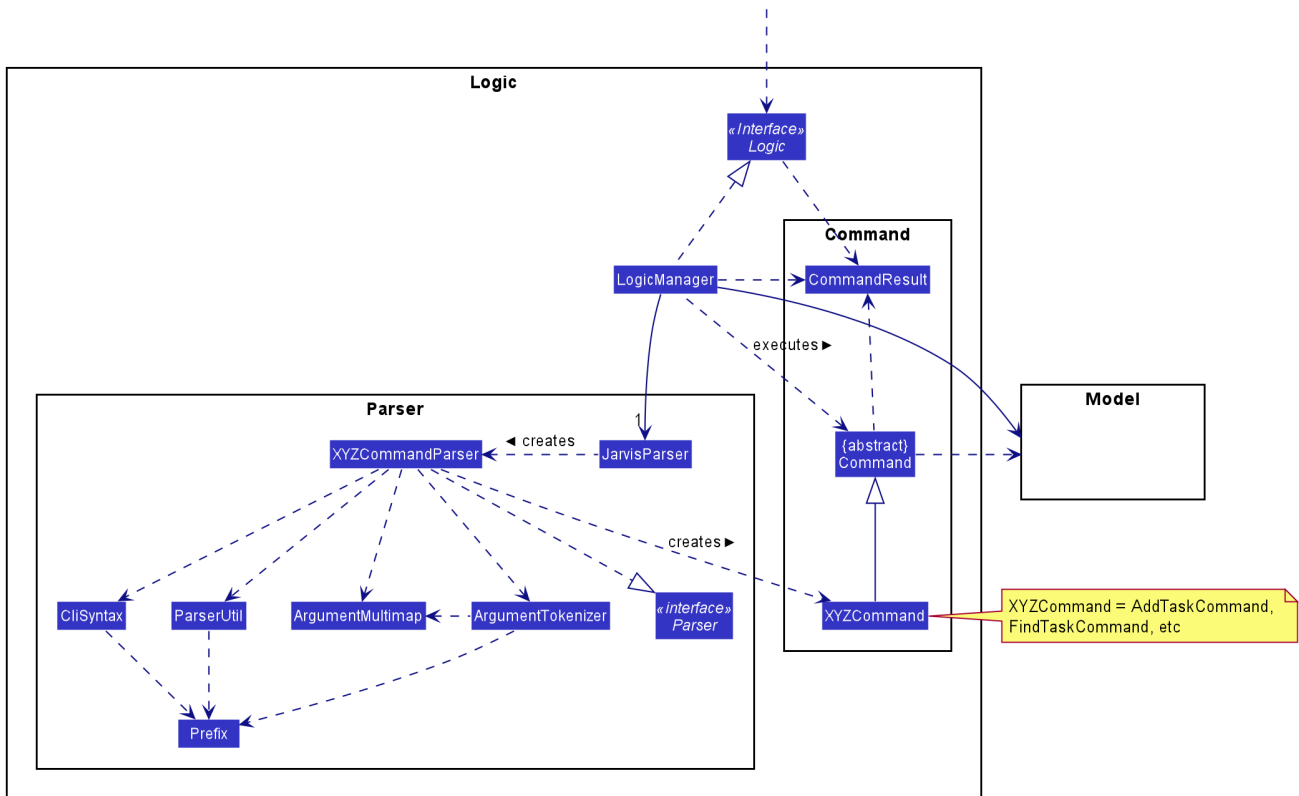 Logic
«Interface»
Logic
Command
LogicManager
CommandResult
executes ►
Parser
Model
1
{abstract}
Command
XYZCommandParser
◄ creates
JarvisParser
creates ►
CliSyntax
ParserUtil
ArgumentMultimap
ArgumentTokenizer
«interface»
Parser
XYZCommand
XYZCommand = AddTaskCommand,
FindTaskCommand, etc
Prefix